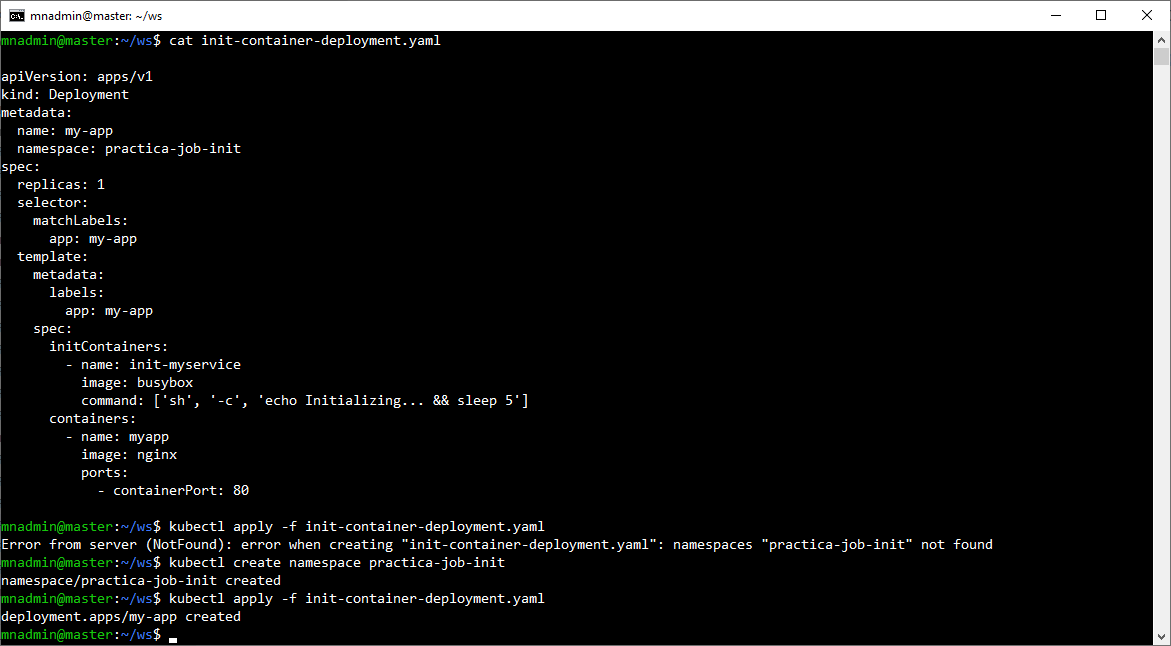 mnadmin@master: ~/ws
mnadmin@master:~/ws$ cat init-container-deployment.yaml
apiVersion: apps/v1
kind: Deployment
metadata:
  name: my-app
  namespace: practica-job-init
spec:
  replicas: 1
  selector:
    matchLabels:
      app: my-app
  template:
    metadata:
      labels:
        app: my-app
    spec:
      initContainers:
        - name: init-myservice
          image: busybox
          command: ['sh', '-c', 'echo Initializing... && sleep 5']
      containers:
        - name: myapp
          image: nginx
          ports:
            - containerPort: 80
mnadmin@master:~/ws$ kubectl apply -f init-container-deployment.yaml
Error from server (NotFound): error when creating "init-container-deployment.yaml": namespaces "practica-job-init" not found
mnadmin@master:~/ws$ kubectl create namespace practica-job-init
namespace/practica-job-init created
mnadmin@master:~/ws$ kubectl apply -f init-container-deployment.yaml
deployment.apps/my-app created
mnadmin@master:~/ws$